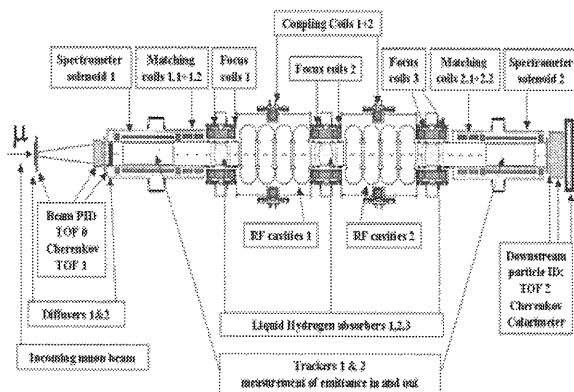 Coupling Coils 1÷2
Spectrometer
solenoid 1
Matching
coils 1.1÷1.2
Focus
coils 1
Focus coils 2
Focus
coils 3
Matching
coils 2.1÷2.2
Spectrometer
solenoid 2
μ
Beam PID
TOF 0
Cherenkov
TOF 1
RF cavities 1
RF cavities 2
Downstream
particle ID:
TOF 2
Cherenkov
Calorimeter
Diffusers 1&2
Liquid Hydrogen absorbers 1,2,3
Incoming muon beam
Trackers 1 & 2
measurement of emittance in and out